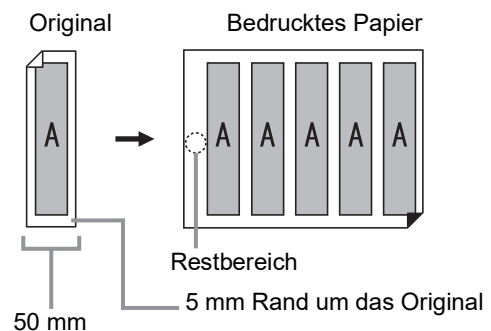 Original
Bedrucktes Papier
A
A A A A A
Restbereich
5 mm Rand um das Original
50 mm